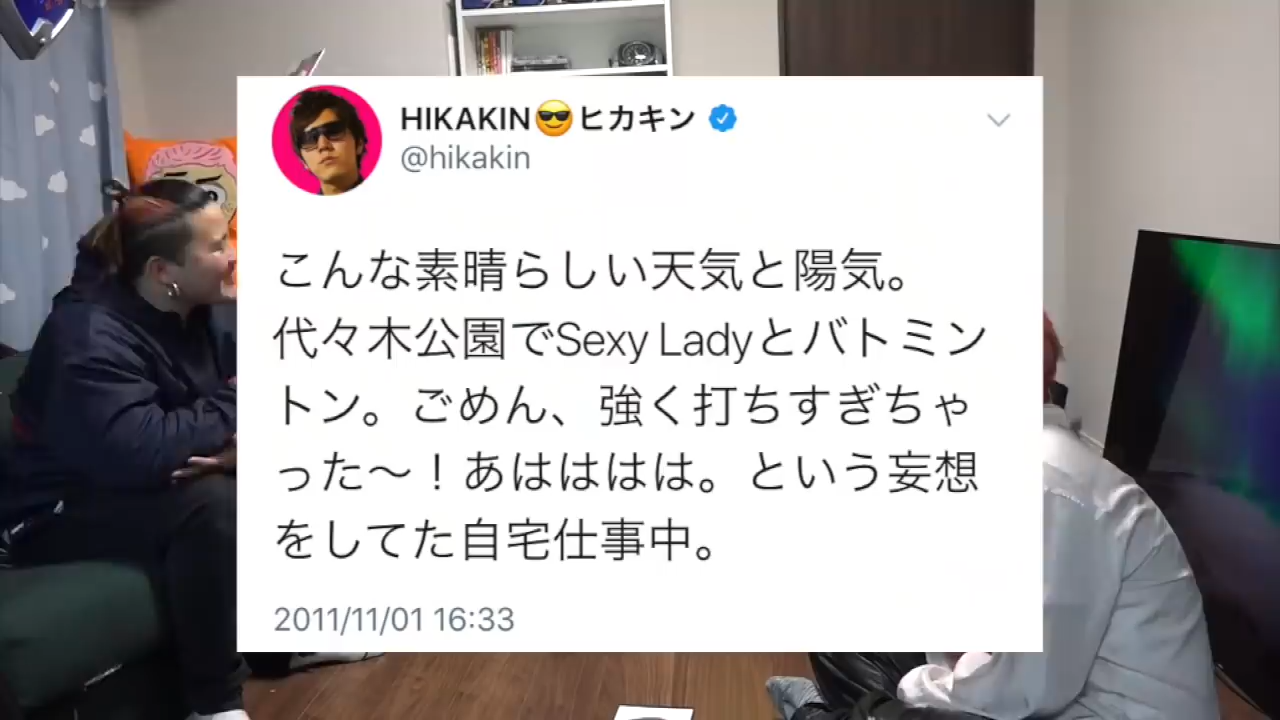 HIKAKIN😎ヒカキン
@hikakin
こんな素晴らしい天気と陽気。
代々木公園でSexy Ladyとバトミン
トン。ごめん、強く打ちすぎちゃ
った〜！あはははは。という妄想
をしてた自宅仕事中。
2011/11/01 16:33